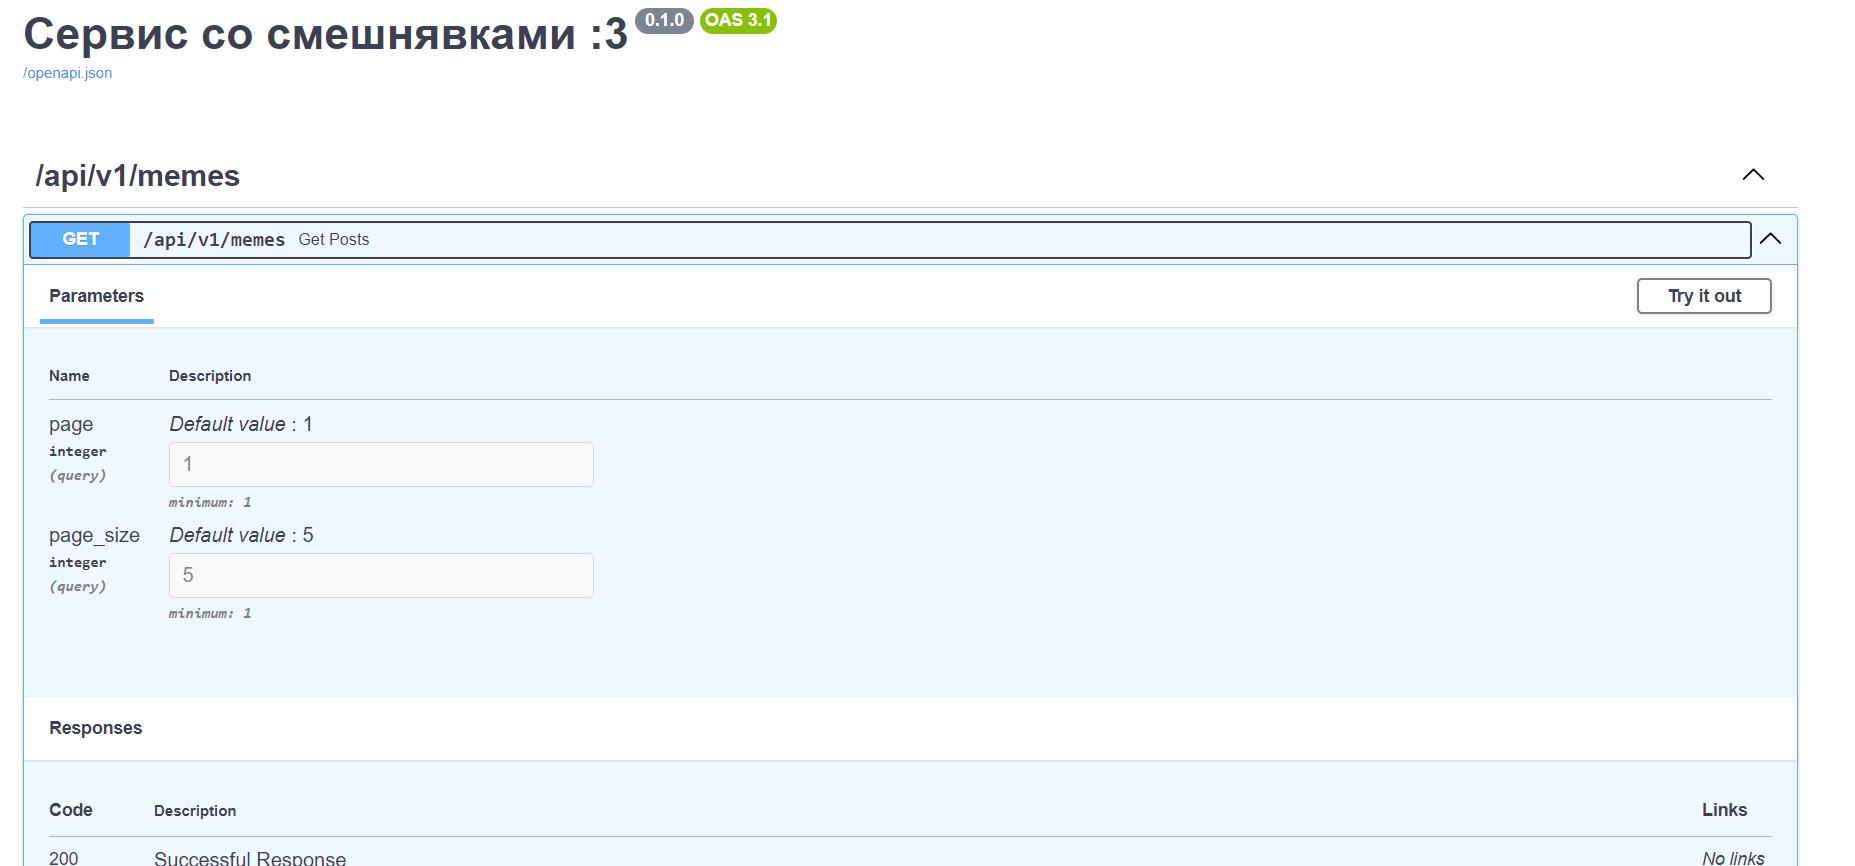 Сервис со смешнявками :3 0.1.0 OAS 3.1
/openapi.json
/api/v1/memes
GET /api/v1/memes Get Posts
Parameters Try it out
Name Description
page Default value : 1
integer 1
(query)
minimum: 1
page_size Default value : 5
integer 5
(query)
minimum: 1
Responses
Code Description Links
200 Successful Response No links